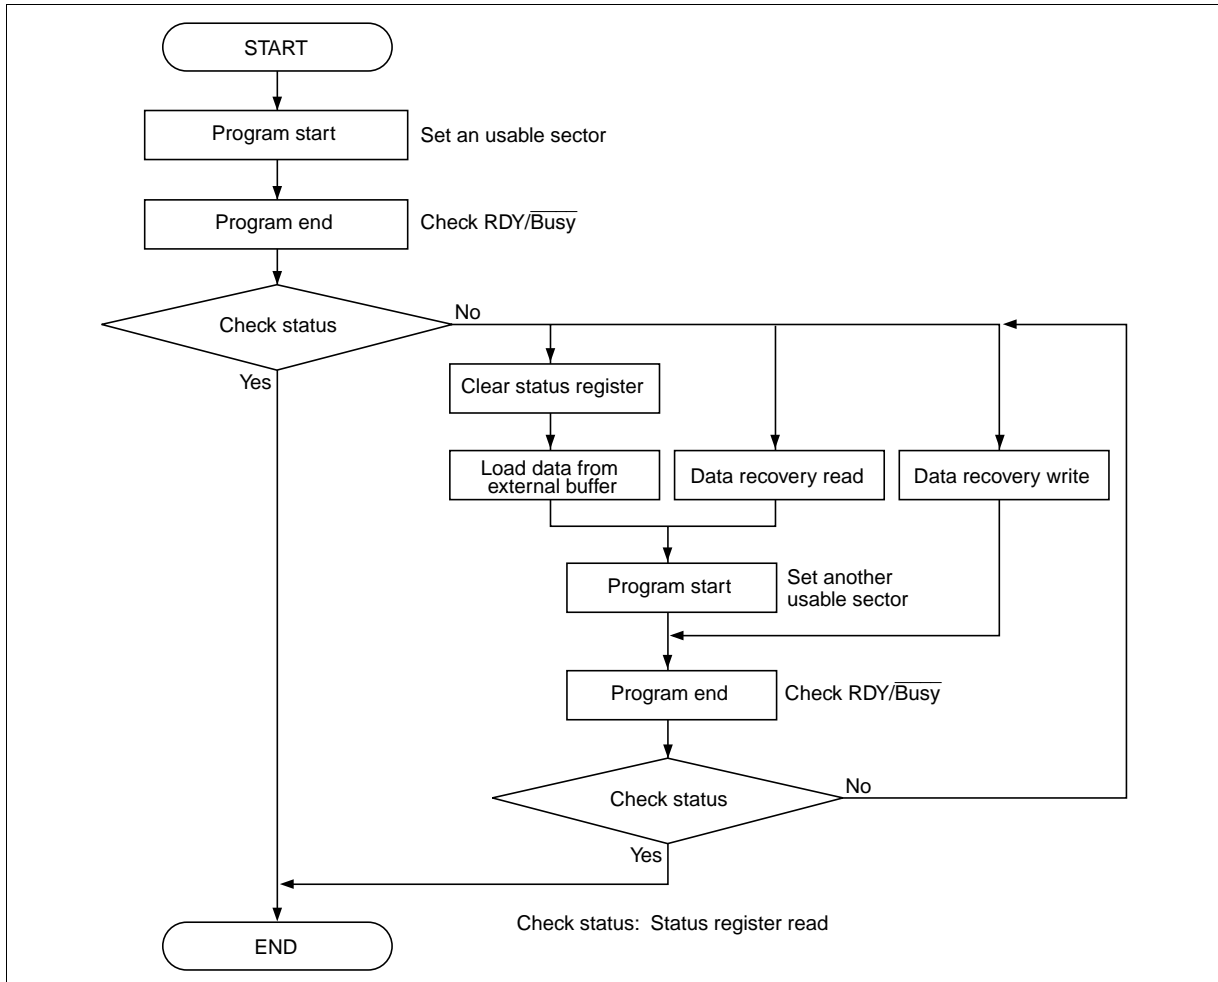 START
Program start
Set an usable sector
Program end
Check RDY/B̅u̅s̅y̅
Check status
No
Yes
Clear status register
Load data from
external buffer
Data recovery read
Data recovery write
Program start
Set another
usable sector
Program end
Check RDY/B̅u̅s̅y̅
Check status
No
Yes
Check status: Status register read
END